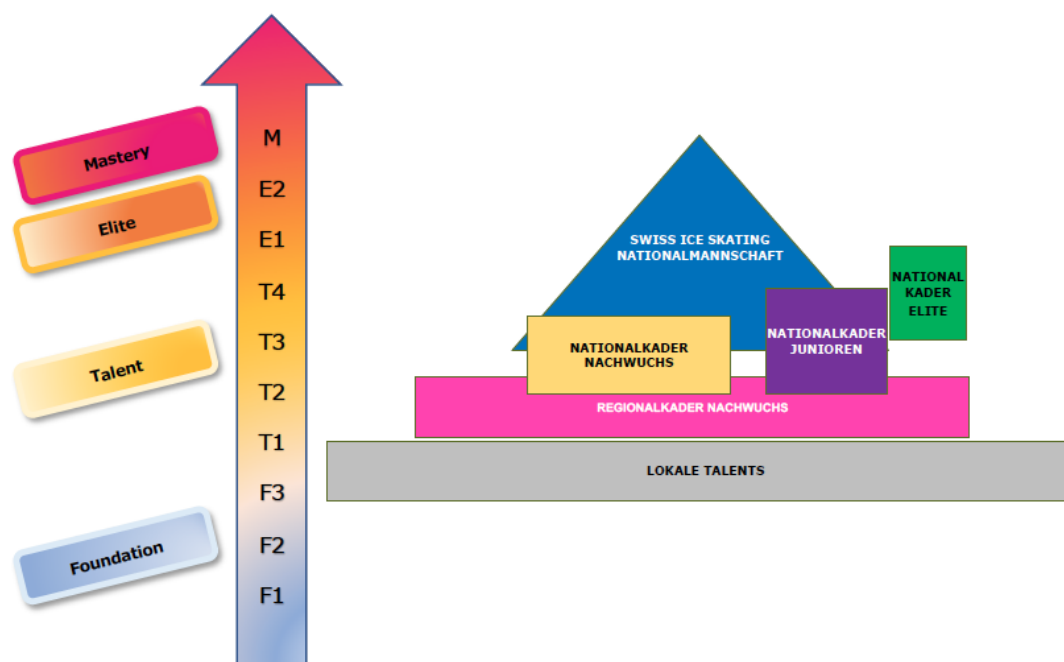 Mastery
Elite
Talent
Foundation
M
E2
E1
T4
T3
T2
T1
F3
F2
F1
SWISS ICE SKATING
NATIONALMANNSCHAFT
NATIONAL
KADER
ELITE
NATIONALKADER
JUNIOREN
NATIONALKADER
NACHWUCHS
REGIONALKADER NACHWUCHS
LOKALE TALENTS